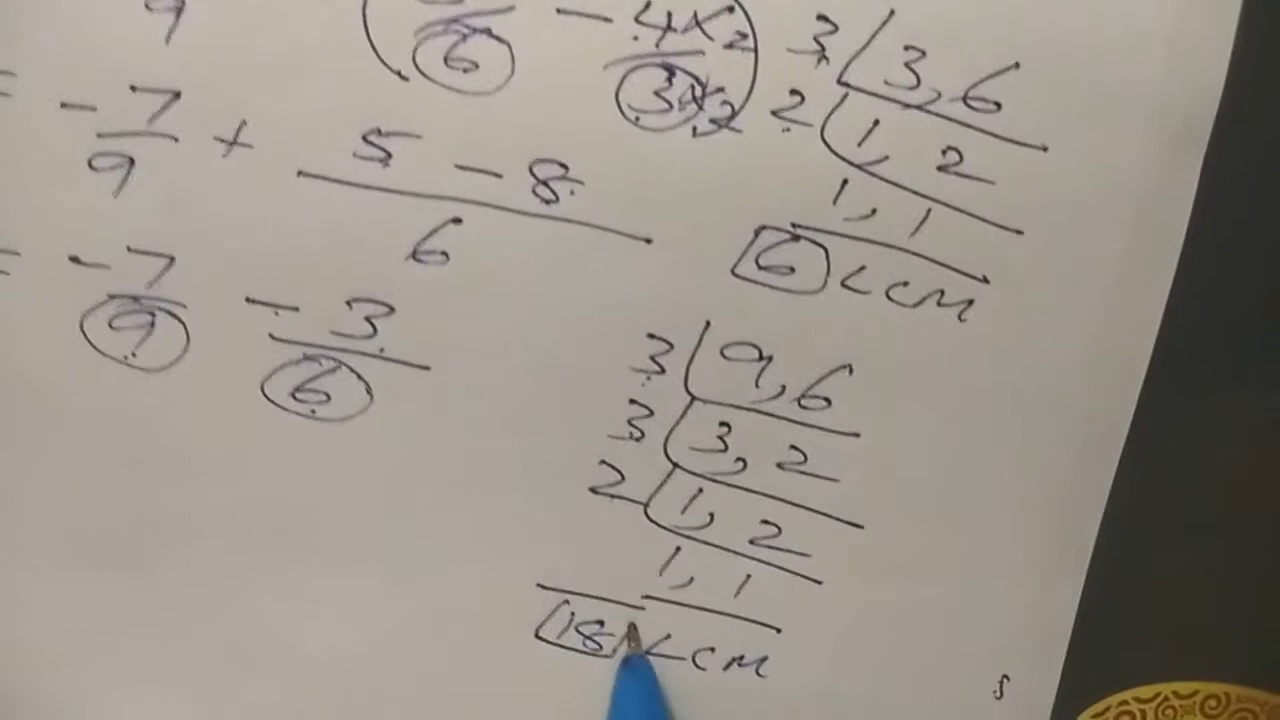 9 6 - 4×2
3×2
= -7/9 + (5 - 8)/6
= -7/9 - 3/6
3 | 3, 6
2 | 1, 2
1, 1
6 LCM
3 | 9, 6
3 | 3, 2
2 | 1, 2
1, 1
18 LCM